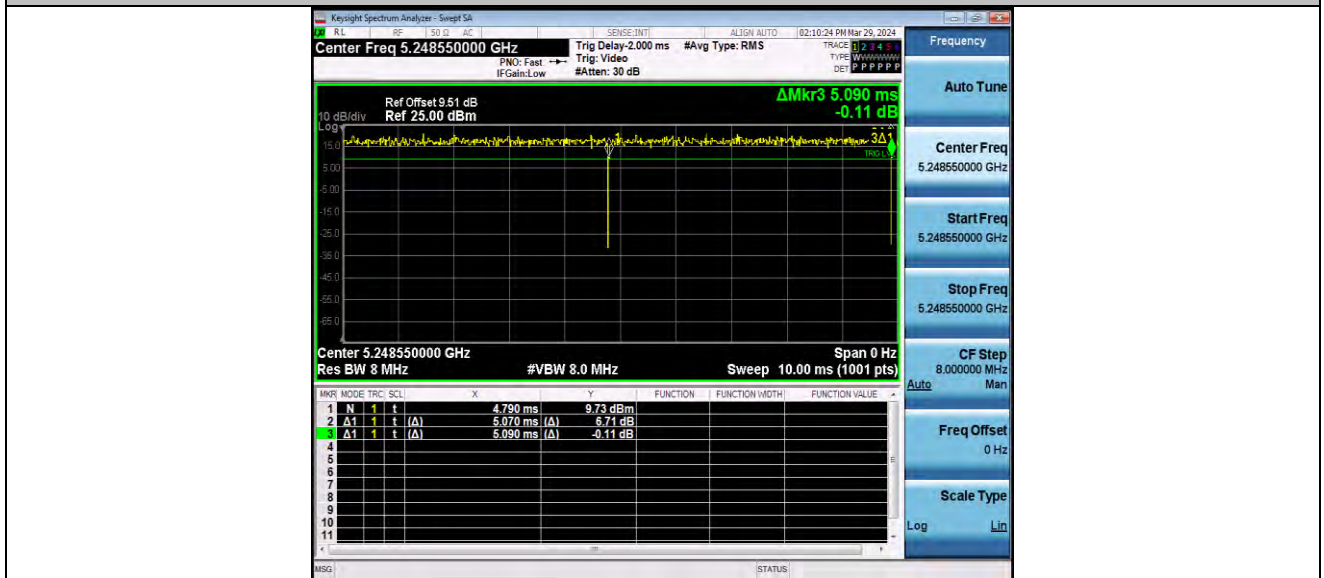 Keysight Spectrum Analyzer - Swept SA
RL RF 50 Ω AC SENSE:INT ALIGN AUTO 02:10:24 PM Mar 29, 2024
Center Freq 5.248550000 GHz
PNO: Fast
IFGain:Low
Trig Delay-2.000 ms
Trig: Video
#Atten: 30 dB
#Avg Type: RMS
TRACE 1 2 3 4 5 6
TYPE W
DET P P P P P P
ΔMkr3 5.090 ms
-0.11 dB
Ref Offset 9.51 dB
10 dB/div Ref 25.00 dBm
Log
15.0
5.00
-5.00
-15.0
-25.0
-35.0
-45.0
-55.0
-65.0
1
3Δ1
TRIG LVL
Center 5.248550000 GHz Span 0 Hz
Res BW 8 MHz #VBW 8.0 MHz Sweep 10.00 ms (1001 pts)
MKR MODE TRC SCL X Y FUNCTION FUNCTION WIDTH FUNCTION VALUE
1 N 1 t 4.790 ms 9.73 dBm
2 Δ1 1 t (Δ) 5.070 ms (Δ) 6.71 dB
3 Δ1 1 t (Δ) 5.090 ms (Δ) -0.11 dB
4
5
6
7
8
9
10
11
MSG STATUS
Frequency
Auto Tune
Center Freq
5.248550000 GHz
Start Freq
5.248550000 GHz
Stop Freq
5.248550000 GHz
CF Step
8.000000 MHz
Auto Man
Freq Offset
0 Hz
Scale Type
Log Lin